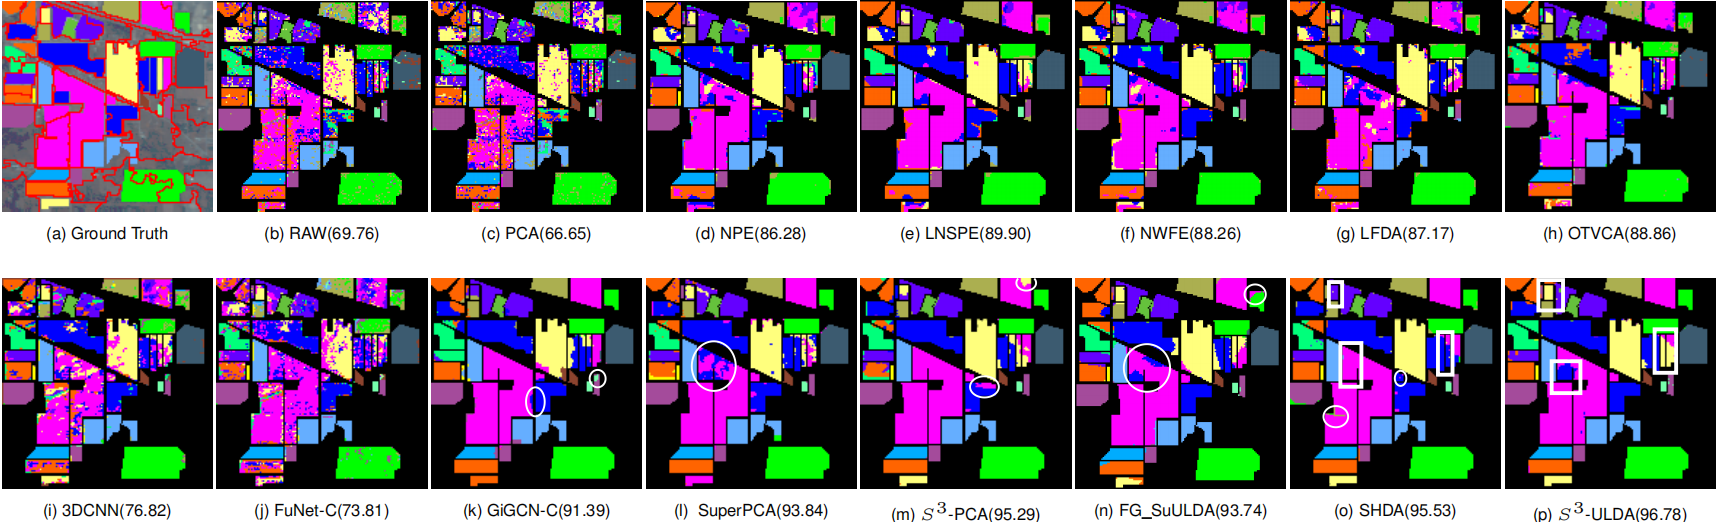 (a) Ground Truth
(b) RAW(69.76)
(c) PCA(66.65)
(d) NPE(86.28)
(e) LNSPE(89.90)
(f) NWFE(88.26)
(g) LFDA(87.17)
(h) OTVCA(88.86)
(i) 3DCNN(76.82)
(j) FuNet-C(73.81)
(k) GiGCN-C(91.39)
(l) SuperPCA(93.84)
(m) S³-PCA(95.29)
(n) FG_SuULDA(93.74)
(o) SHDA(95.53)
(p) S³-ULDA(96.78)